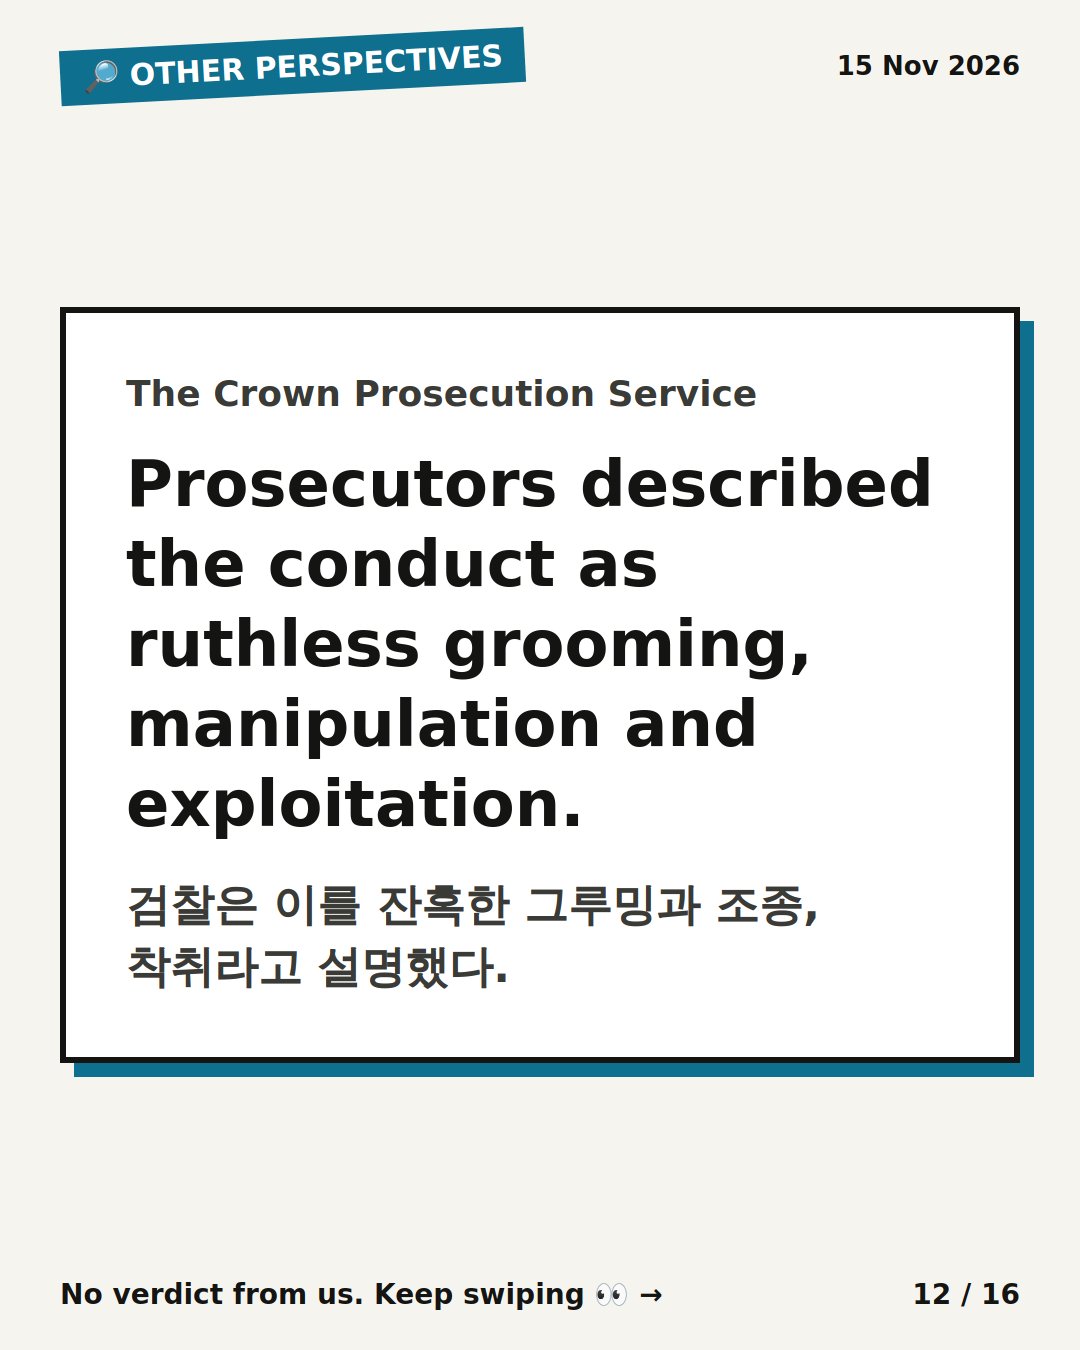 🔎 OTHER PERSPECTIVES
15 Nov 2026
The Crown Prosecution Service
Prosecutors described
the conduct as
ruthless grooming,
manipulation and
exploitation.
검찰은 이를 잔혹한 그루밍과 조종,
착취라고 설명했다.
No verdict from us. Keep swiping 👀 →
12 / 16